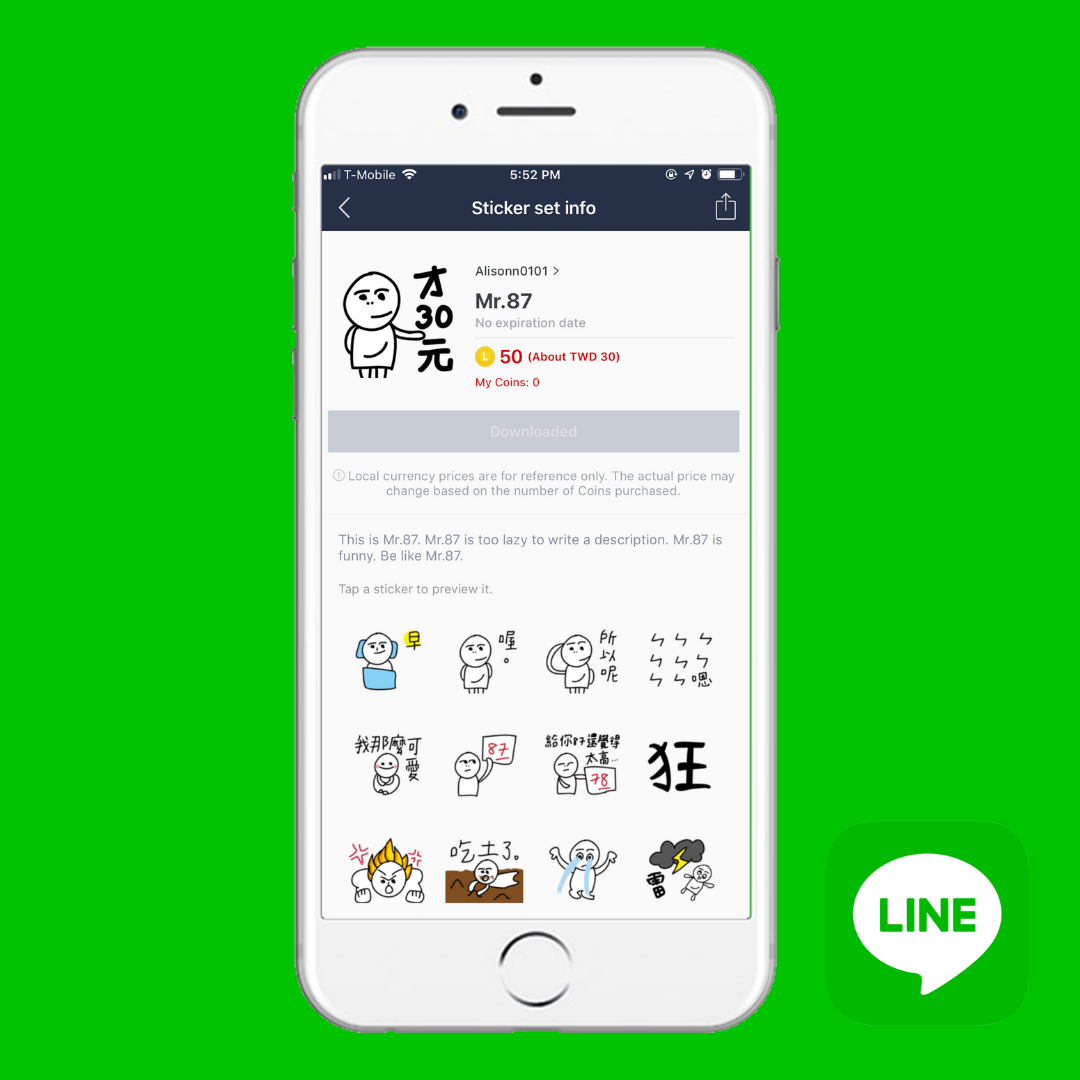 T-Mobile 5:52 PM
Sticker set info
才
30
元
Alisonn0101 >
Mr.87
No expiration date
L 50 (About TWD 30)
My Coins: 0
Downloaded
Local currency prices are for reference only. The actual price may
change based on the number of Coins purchased.
This is Mr.87. Mr.87 is too lazy to write a description. Mr.87 is
funny. Be like Mr.87.
Tap a sticker to preview it.
早
喔。
所以呢
ㄣㄣㄣ
ㄣㄣㄣ
ㄣㄣ嗯
我那麼可
愛
87
給你87還覺得
太高...
78
狂
吃土了。
雷
LINE